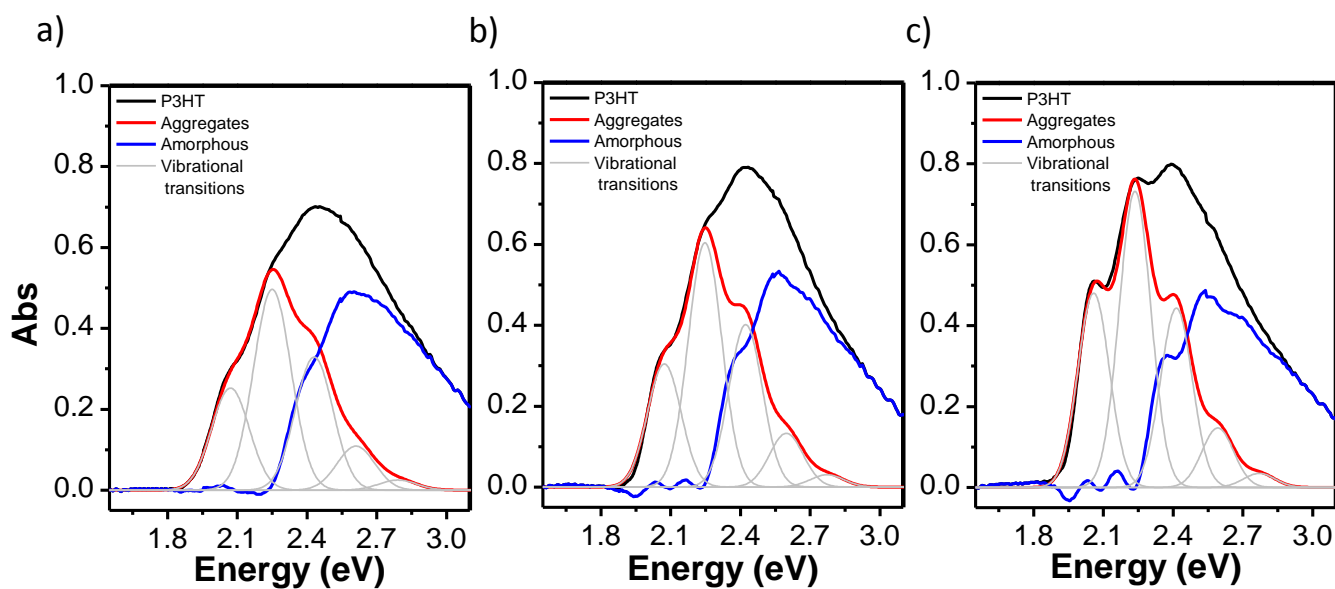 a)
b)
c)
1.0
0.8
0.6
0.4
0.2
0.0
Abs
P3HT
Aggregates
Amorphous
Vibrational
transitions
1.8 2.1 2.4 2.7 3.0
Energy (eV)
1.0
0.8
0.6
0.4
0.2
0.0
P3HT
Aggregates
Amorphous
Vibrational
transitions
1.8 2.1 2.4 2.7 3.0
Energy (eV)
1.0
0.8
0.6
0.4
0.2
0.0
P3HT
Aggregates
Amorphous
Vibrational
transitions
1.8 2.1 2.4 2.7 3.0
Energy (eV)